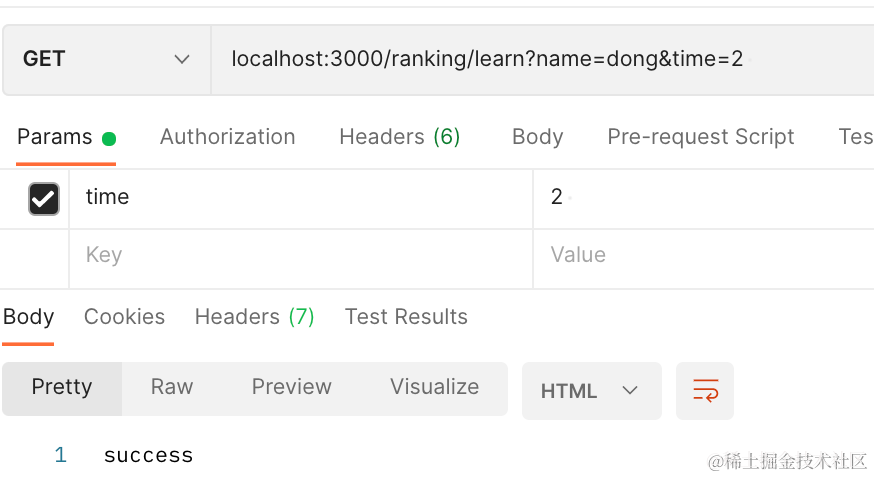 GET localhost:3000/ranking/learn?name=dong&time=2
Params Authorization Headers (6) Body Pre-request Script Tes
time 2
Key Value
Body Cookies Headers (7) Test Results
Pretty Raw Preview Visualize HTML
1 success
@稀土掘金技术社区